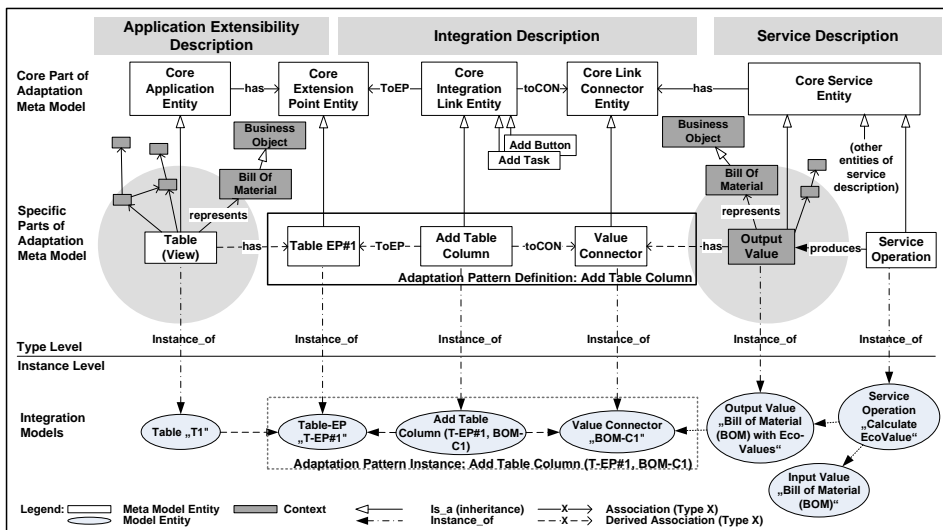 Application Extensibility
Description
Integration Description
Service Description
Core Part of
Adaptation
Meta Model
Core
Application
Entity
has
Core
Extension
Point Entity
ToEP
Core
Integration
Link Entity
toCON
Core Link
Connector
Entity
has
Core Service
Entity
Business
Object
Add Button
Add Task
Business
Object
(other
entities of
service
description)
Bill Of
Material
Bill Of
Material
represents
represents
Specific
Parts of
Adaptation
Meta Model
Table
(View)
has
Table EP#1
ToEP
Add Table
Column
toCON
Value
Connector
has
Output
Value
produces
Service
Operation
Adaptation Pattern Definition: Add Table Column
Type Level
Instance_of
Instance_of
Instance_of
Instance_of
Instance_of
Instance_of
Instance Level
Integration
Models
Table „T1"
Table-EP
„T-EP#1"
Add Table
Column (T-EP#1, BOM-
C1)
Value Connector
„BOM-C1"
Output Value
„Bill of Material
(BOM) with Eco-
Values“
Service
Operation
„Calculate
EcoValue“
Adaptation Pattern Instance: Add Table Column (T-EP#1, BOM-C1)
Input Value
„Bill of Material
(BOM)“
Legend:
Meta Model Entity
Context
Is_a (inheritance)
X
Association (Type X)
Model Entity
Instance_of
X
Derived Association (Type X)